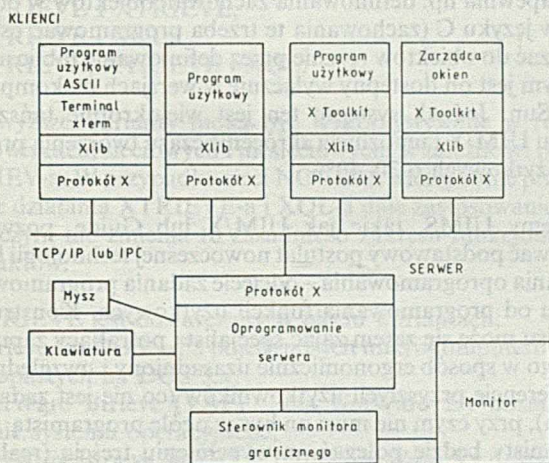 KLIENCI
Program
użytkowy
ASCII
Terminal
xterm
Xlib
Protokół X
Program
użytkowy
Xlib
Protokół X
Program
użytkowy
X Toolkit
Xlib
Protokół X
Zarządca
okien
X Toolkit
Xlib
Protokół X
TCP/IP lub IPC
SERWER
Mysz
Klawiatura
Protokół X
Oprogramowanie
serwera
Sterownik monitora
graficznego
Monitor